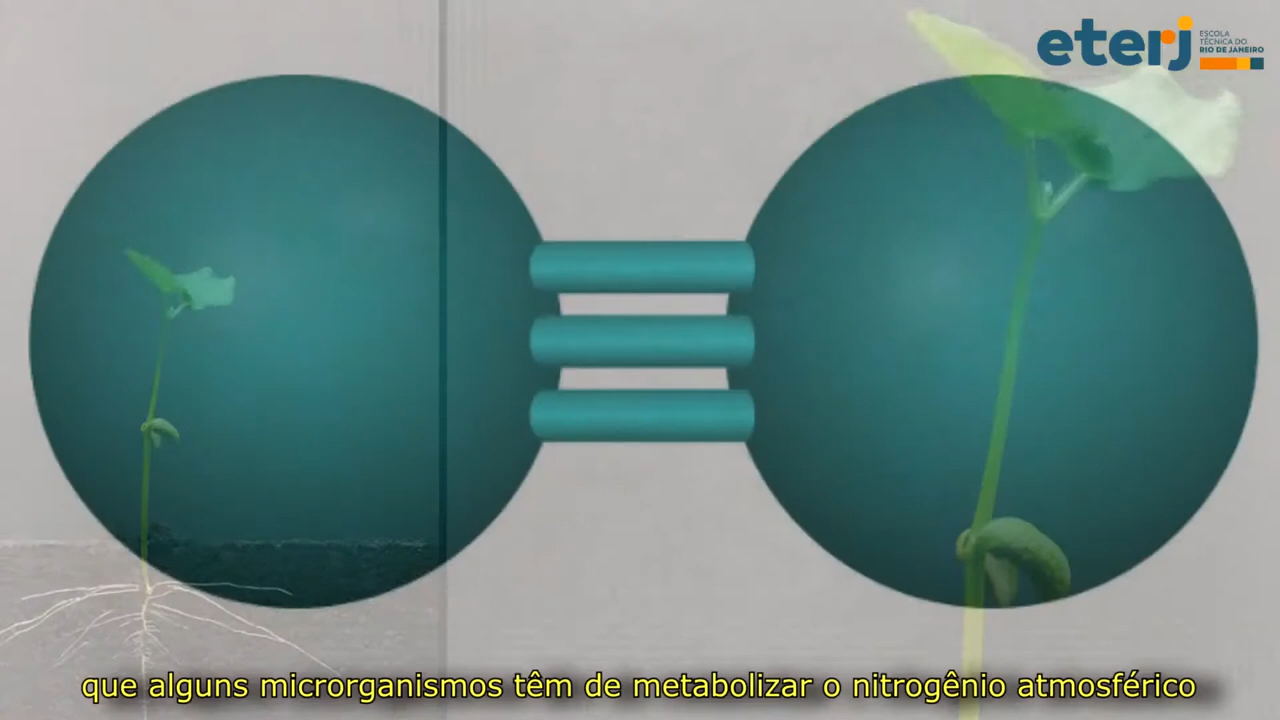 eterj
ESCOLA
TÉCNICA DO
RIO DE JANEIRO
que alguns microrganismos têm de metabolizar o nitrogênio atmosférico